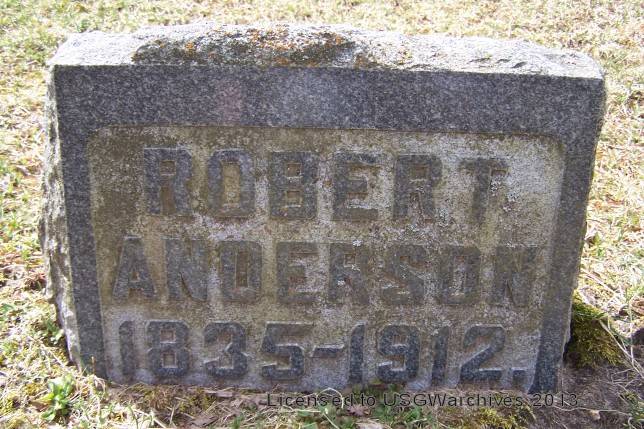 ROBERT
ANDERSON
1835-1912.
Licensed to USGWarchives 2013